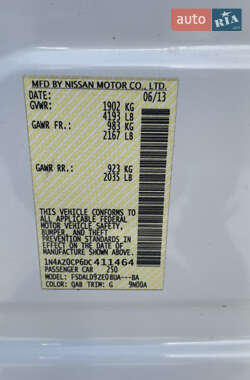 AUTO RIA .com
MFD BY NISSAN MOTOR CO., LTD.
DATE: 06/13
GVWR: 1902 KG
4193 LB
GAWR FR.: 983 KG
2167 LB
GAWR RR.: 923 KG
2035 LB
THIS VEHICLE CONFORMS TO
ALL APPLICABLE FEDERAL
MOTOR VEHICLE SAFETY,
BUMPER, AND THEFT
PREVENTION STANDARDS IN
EFFECT ON THE DATE OF
MANUFACTURE SHOWN ABOVE.
1N4AZ0CP6DC411464
PASSENGER CAR 250
MODEL: FSDALD9ZE0BUA---BA
COLOR: QAB TRIM: G 9N00A